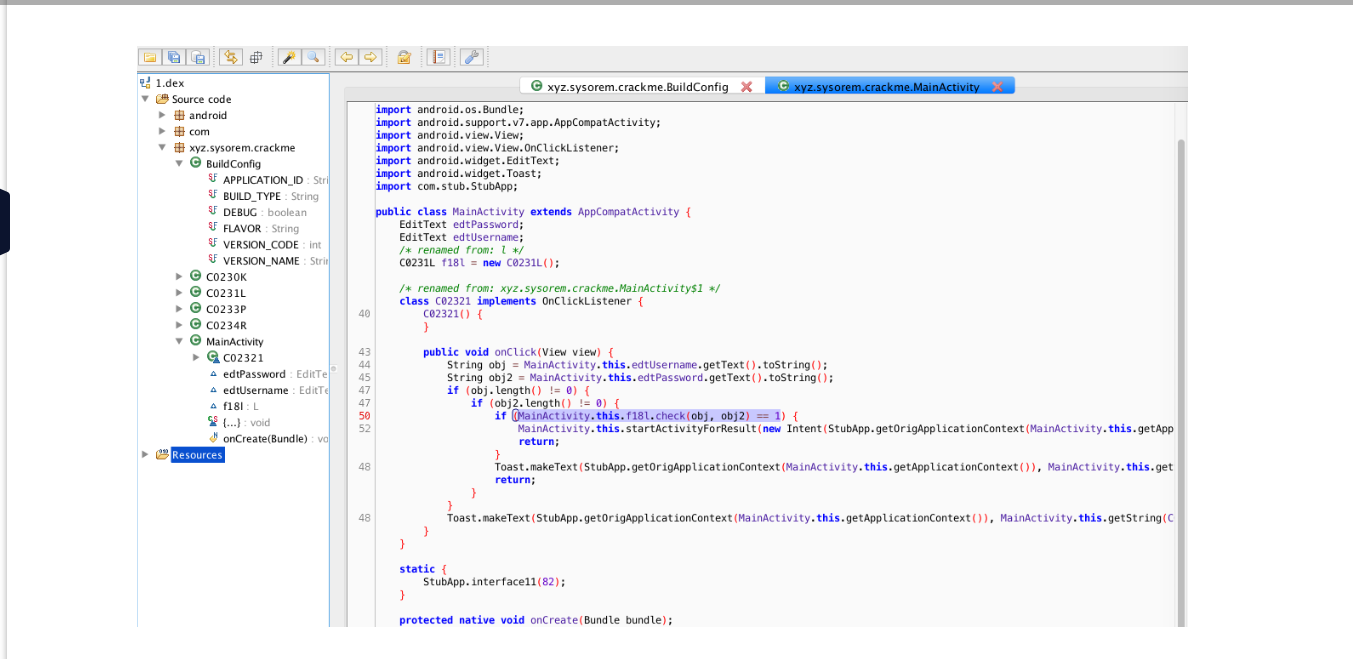 1.dex
Source code
android
com
xyz.sysorem.crackme
BuildConfig
APPLICATION_ID : Stri
BUILD_TYPE : String
DEBUG : boolean
FLAVOR : String
VERSION_CODE : int
VERSION_NAME : Strin
C0230K
C0231L
C0233P
C0234R
MainActivity
C02321
edtPassword : EditTe
edtUsername : EditTe
f18l : L
{...} : void
onCreate(Bundle) : vo
Resources
xyz.sysorem.crackme.BuildConfig
xyz.sysorem.crackme.MainActivity
import android.os.Bundle;
import android.support.v7.app.AppCompatActivity;
import android.view.View;
import android.view.View.OnClickListener;
import android.widget.EditText;
import android.widget.Toast;
import com.stub.StubApp;
public class MainActivity extends AppCompatActivity {
EditText edtPassword;
EditText edtUsername;
/* renamed from: l */
C0231L f18l = new C0231L();
/* renamed from: xyz.sysorem.crackme.MainActivity$1 */
class C02321 implements OnClickListener {
40 C02321() {
}
43 public void onClick(View view) {
44 String obj = MainActivity.this.edtUsername.getText().toString();
45 String obj2 = MainActivity.this.edtPassword.getText().toString();
47 if (obj.length() != 0) {
47 if (obj2.length() != 0) {
50 if (MainActivity.this.f18l.check(obj, obj2) == 1) {
52 MainActivity.this.startActivityForResult(new Intent(StubApp.getOrigApplicationContext(MainActivity.this.getApp
return;
}
48 Toast.makeText(StubApp.getOrigApplicationContext(MainActivity.this.getApplicationContext()), MainActivity.this.get
return;
}
}
48 Toast.makeText(StubApp.getOrigApplicationContext(MainActivity.this.getApplicationContext()), MainActivity.this.getString(C
}
}
static {
StubApp.interface11(82);
}
protected native void onCreate(Bundle bundle);